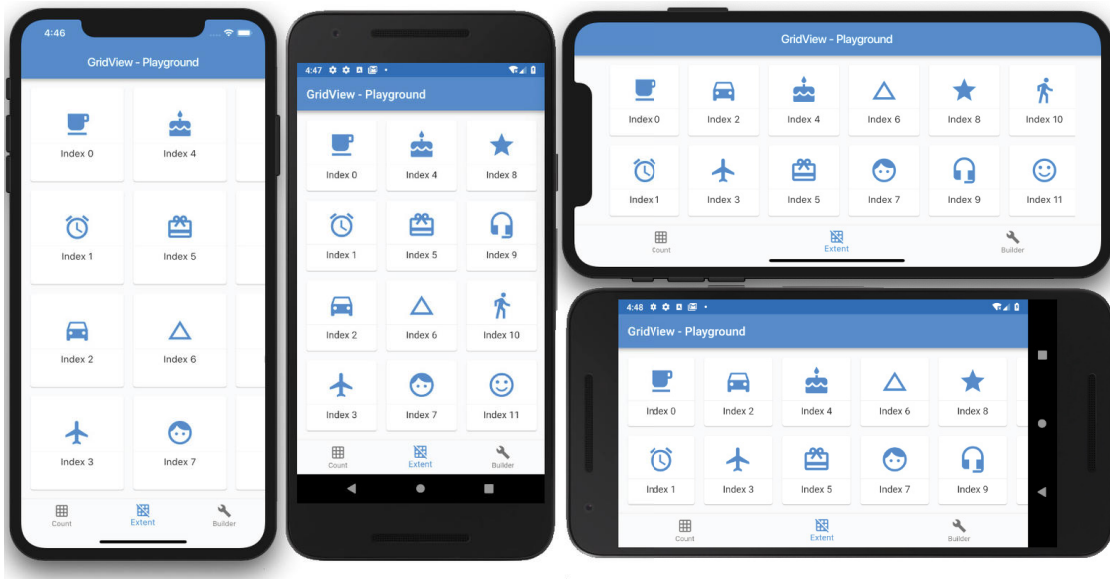 4:46
GridView - Playground
Index 0
Index 4
Index 1
Index 5
Index 2
Index 6
Index 3
Index 7
Count
Extent
Builder
4:47
GridView - Playground
Index 0
Index 4
Index 8
Index 1
Index 5
Index 9
Index 2
Index 6
Index 10
Index 3
Index 7
Index 11
Count
Extent
Builder
GridView - Playground
Index 0
Index 2
Index 4
Index 6
Index 8
Index 10
Index 1
Index 3
Index 5
Index 7
Index 9
Index 11
Count
Extent
Builder
4:48
GridView - Playground
Index 0
Index 2
Index 4
Index 6
Index 8
Index 1
Index 3
Index 5
Index 7
Index 9
Count
Extent
Builder